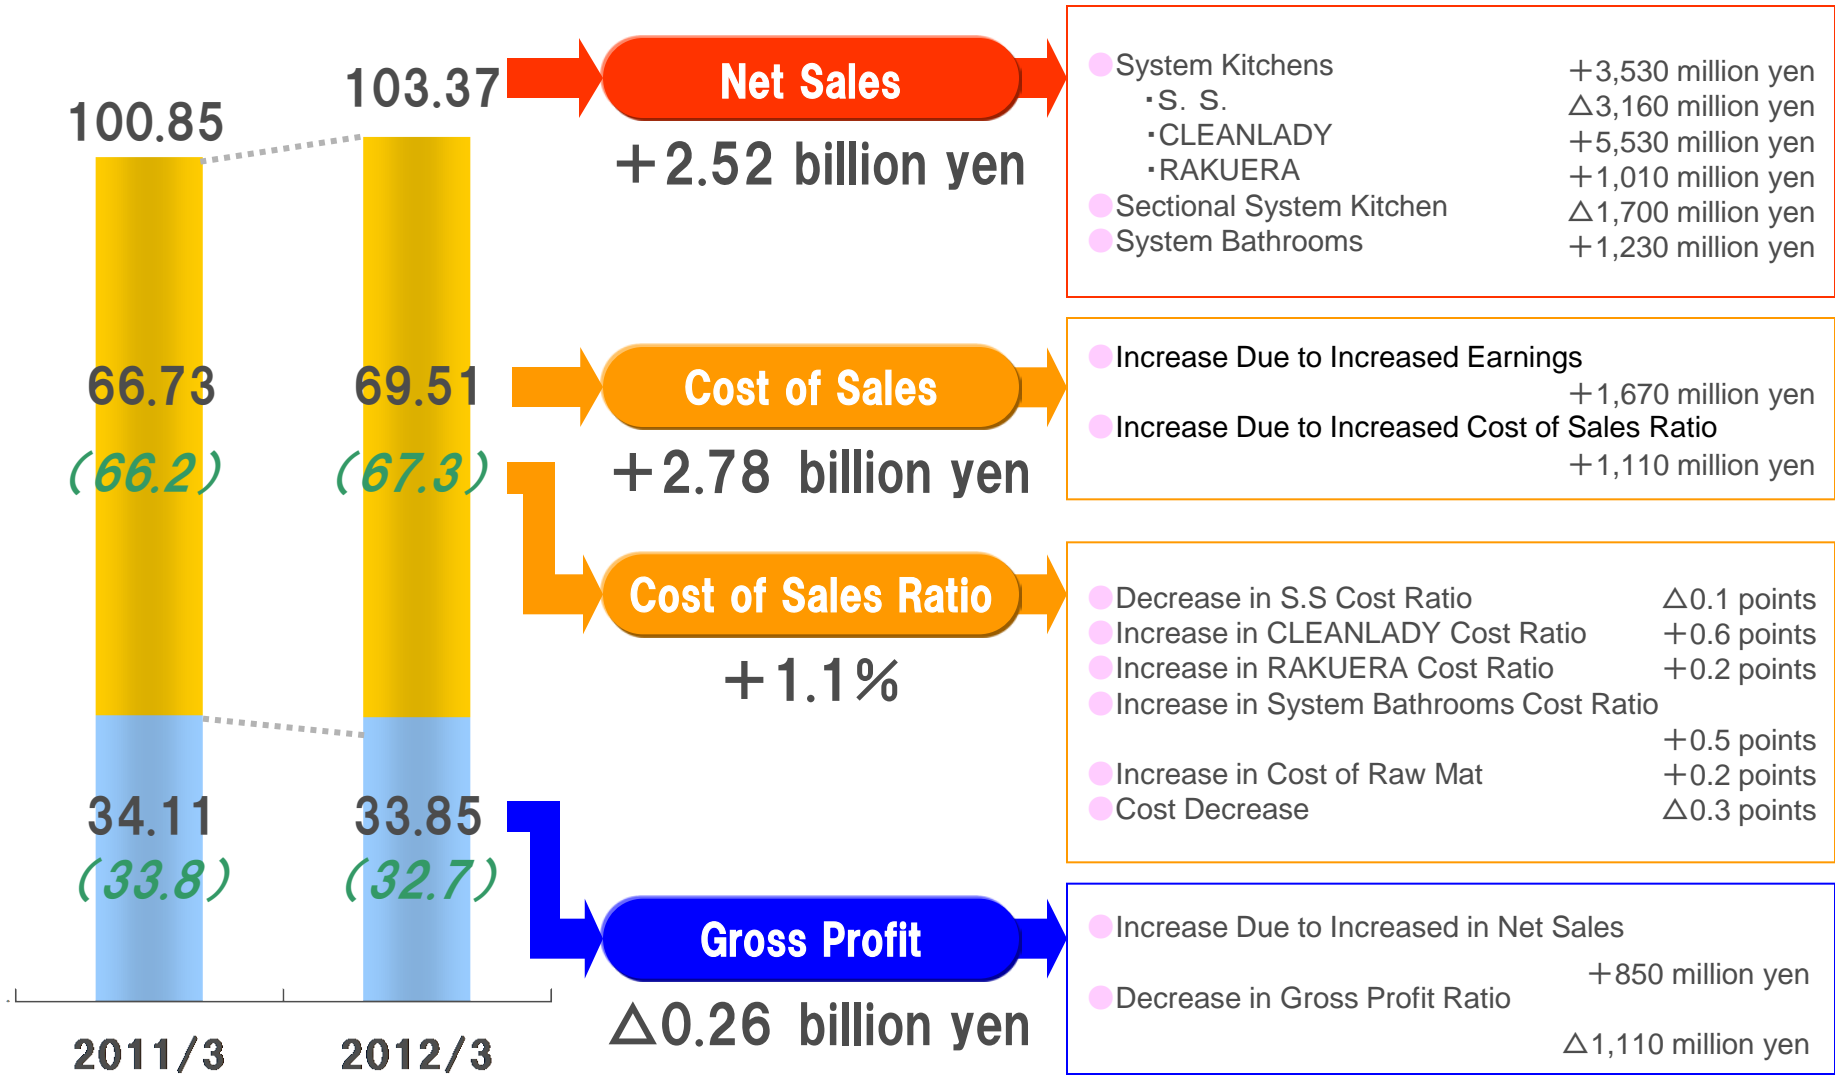 100.85
103.37
66.73
(66.2)
69.51
(67.3)
34.11
(33.8)
33.85
(32.7)
2011/3
2012/3
Net Sales
＋2.52 billion yen
●System Kitchens ＋3,530 million yen
・S. S. △3,160 million yen
・CLEANLADY ＋5,530 million yen
・RAKUERA ＋1,010 million yen
●Sectional System Kitchen △1,700 million yen
●System Bathrooms ＋1,230 million yen
Cost of Sales
＋2.78 billion yen
●Increase Due to Increased Earnings
＋1,670 million yen
●Increase Due to Increased Cost of Sales Ratio
＋1,110 million yen
Cost of Sales Ratio
＋1.1%
●Decrease in S.S Cost Ratio △0.1 points
●Increase in CLEANLADY Cost Ratio ＋0.6 points
●Increase in RAKUERA Cost Ratio ＋0.2 points
●Increase in System Bathrooms Cost Ratio
＋0.5 points
●Increase in Cost of Raw Mat ＋0.2 points
●Cost Decrease △0.3 points
Gross Profit
△0.26 billion yen
●Increase Due to Increased in Net Sales
＋850 million yen
●Decrease in Gross Profit Ratio
△1,110 million yen